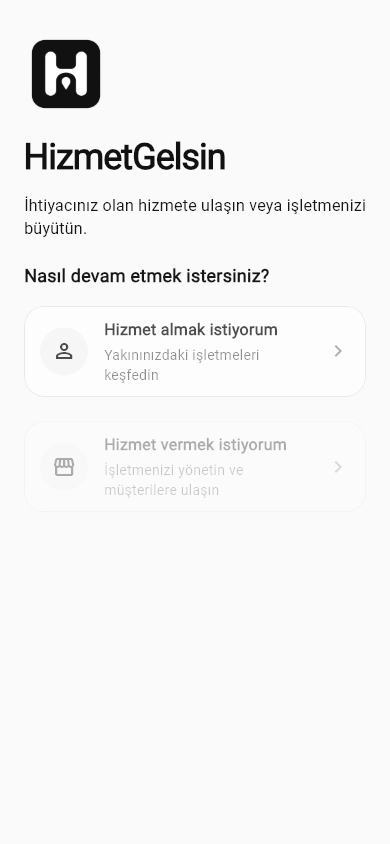 HizmetGelsin
İhtiyacınız olan hizmete ulaşın veya işletmenizi
büyütün.
Nasıl devam etmek istersiniz?
Hizmet almak istiyorum
Yakınınızdaki işletmeleri
keşfedin
Hizmet vermek istiyorum
İşletmenizi yönetin ve
müşterilere ulaşın